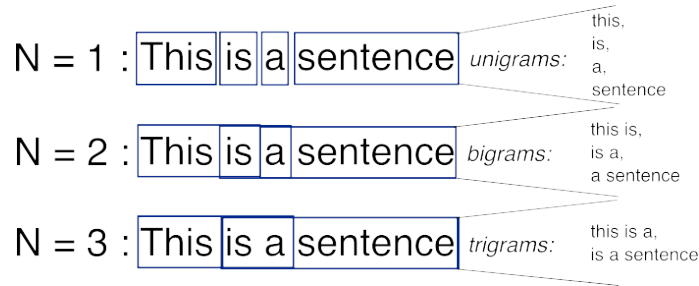 N = 1 : This is a sentence unigrams:
this,
is,
a,
sentence
N = 2 : This is a sentence bigrams:
this is,
is a,
a sentence
N = 3 : This is a sentence trigrams:
this is a,
is a sentence